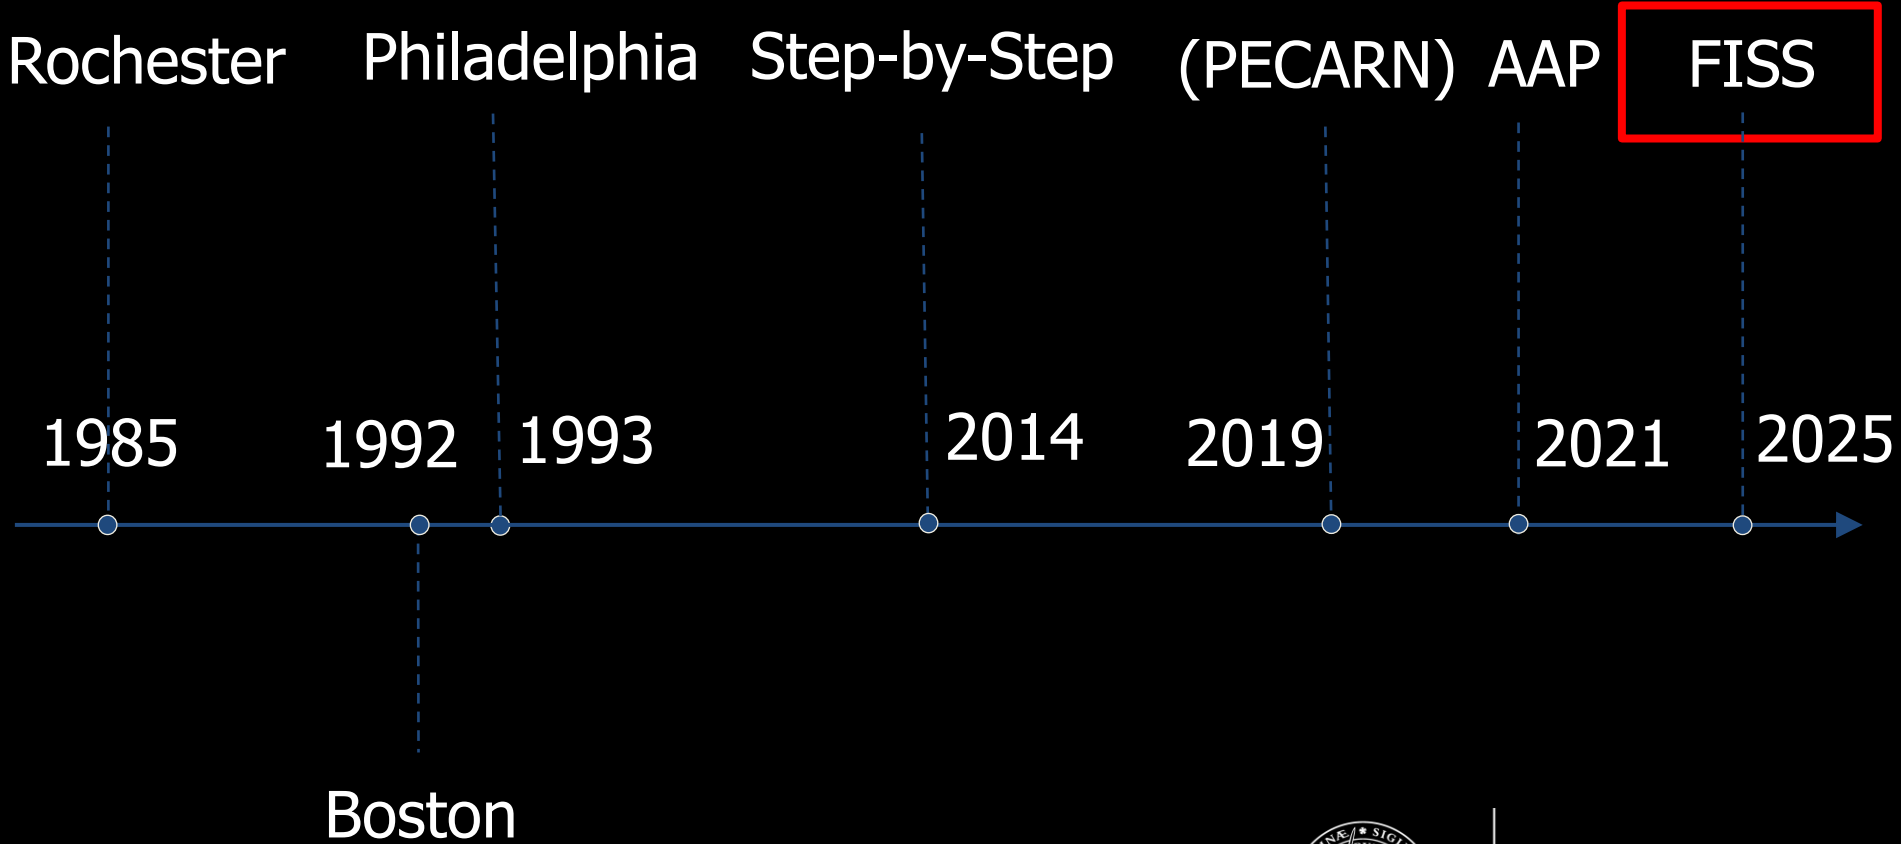 Rochester
Philadelphia
Step-by-Step
(PECARN)
AAP
FISS
1985
1992
1993
2014
2019
2021
2025
Boston